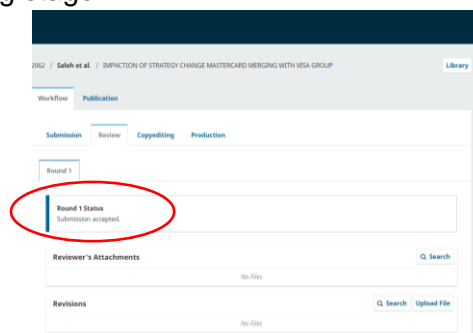 g Stage
2062 / Saleh et al. / IMPACTION OF STRATEGY CHANGE MASTERCARD MERGING WITH VISA GROUP
Library
Workflow Publication
Submission Review Copyediting Production
Round 1
Round 1 Status
Submission accepted.
Reviewer's Attachments
Search
No Files
Revisions
Search Upload File
No Files